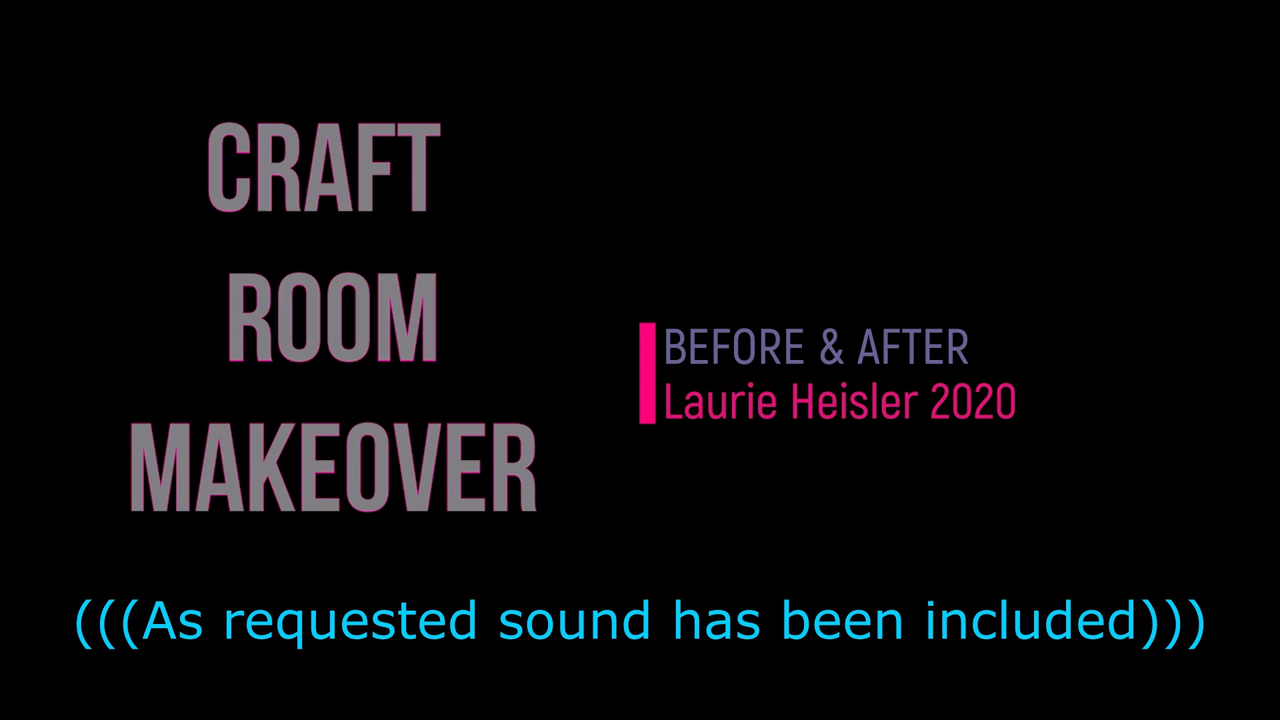 CRAFT
ROOM
MAKEOVER
BEFORE & AFTER
Laurie Heisler 2020
(((As requested sound has been included)))